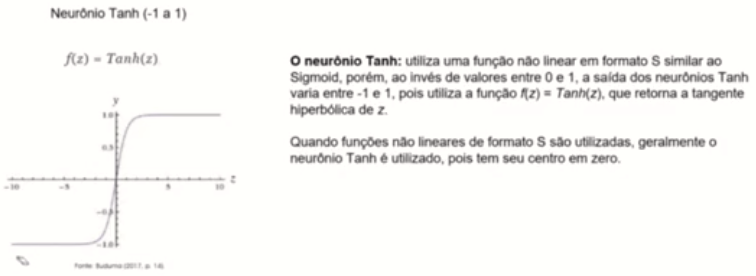 Neurônio Tanh (-1 a 1)
f(z) = Tanh(z)
O neurônio Tanh: utiliza uma função não linear em formato S similar ao
Sigmoid, porém, ao invés de valores entre 0 e 1, a saída dos neurônios Tanh
varia entre -1 e 1, pois utiliza a função f(z) = Tanh(z), que retorna a tangente
hiperbólica de z.
Quando funções não lineares de formato S são utilizadas, geralmente o
neurônio Tanh é utilizado, pois tem seu centro em zero.
y
1.0
0.5
-10 -5 5 10 z
-0.5
-1.0
Fonte: Buduma (2017, p. 14)